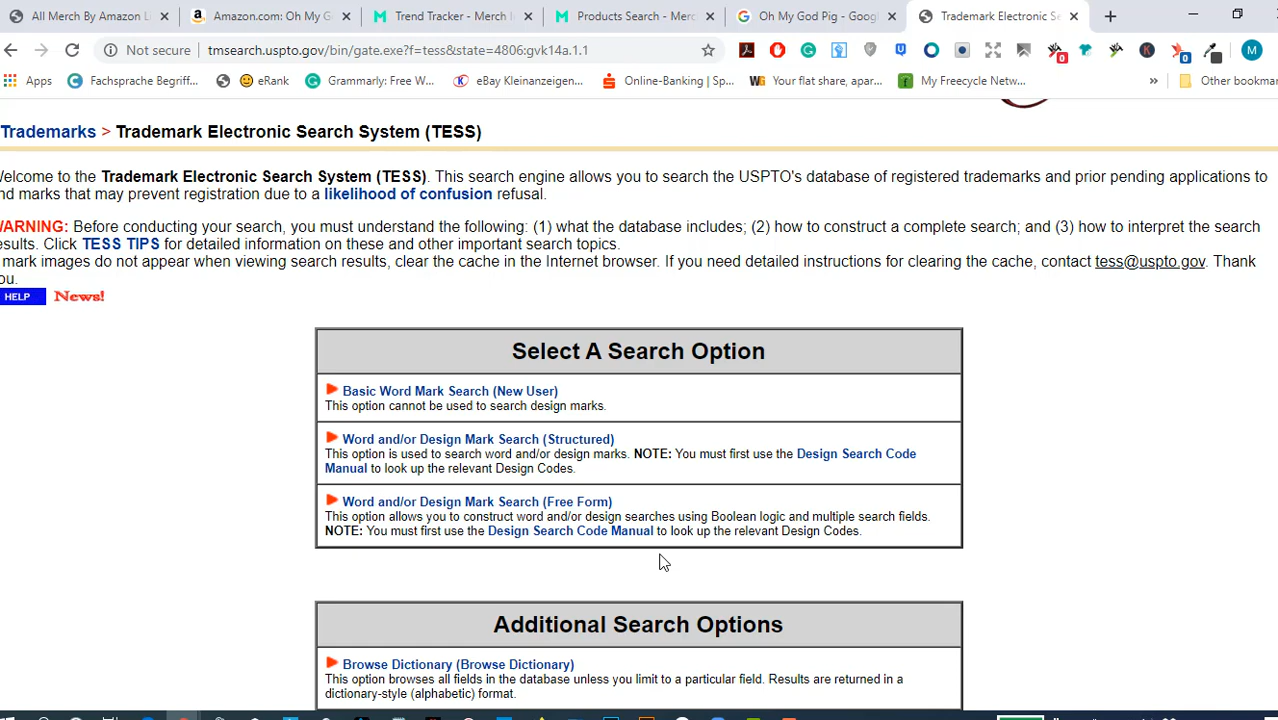 All Merch By Amazon L
Amazon.com: Oh My G
Trend Tracker - Merch I
Products Search - Merc
Oh My God Pig - Goog
Trademark Electronic Se
Not secure
tmsearch.uspto.gov/bin/gate.exe?f=tess&state=4806:gvk14a.1.1
M
0
0
Apps
Fachsprache Begriff...
eRank
Grammarly: Free W...
eBay Kleinanzeigen...
Online-Banking | Sp...
WG
Your flat share, apar...
My Freecycle Netw...
»
Other bookmar
Trademarks > Trademark Electronic Search System (TESS)
elcome to the Trademark Electronic Search System (TESS). This search engine allows you to search the USPTO's database of registered trademarks and prior pending applications to
nd marks that may prevent registration due to a likelihood of confusion refusal.
ARNING: Before conducting your search, you must understand the following: (1) what the database includes; (2) how to construct a complete search; and (3) how to interpret the search
esults. Click TESS TIPS for detailed information on these and other important search topics.
mark images do not appear when viewing search results, clear the cache in the Internet browser. If you need detailed instructions for clearing the cache, contact tess@uspto.gov. Thank
ou.
HELP News!
Select A Search Option
Basic Word Mark Search (New User)
This option cannot be used to search design marks.
Word and/or Design Mark Search (Structured)
This option is used to search word and/or design marks. NOTE: You must first use the Design Search Code
Manual to look up the relevant Design Codes.
Word and/or Design Mark Search (Free Form)
This option allows you to construct word and/or design searches using Boolean logic and multiple search fields.
NOTE: You must first use the Design Search Code Manual to look up the relevant Design Codes.
Additional Search Options
Browse Dictionary (Browse Dictionary)
This option browses all fields in the database unless you limit to a particular field. Results are returned in a
dictionary-style (alphabetic) format.